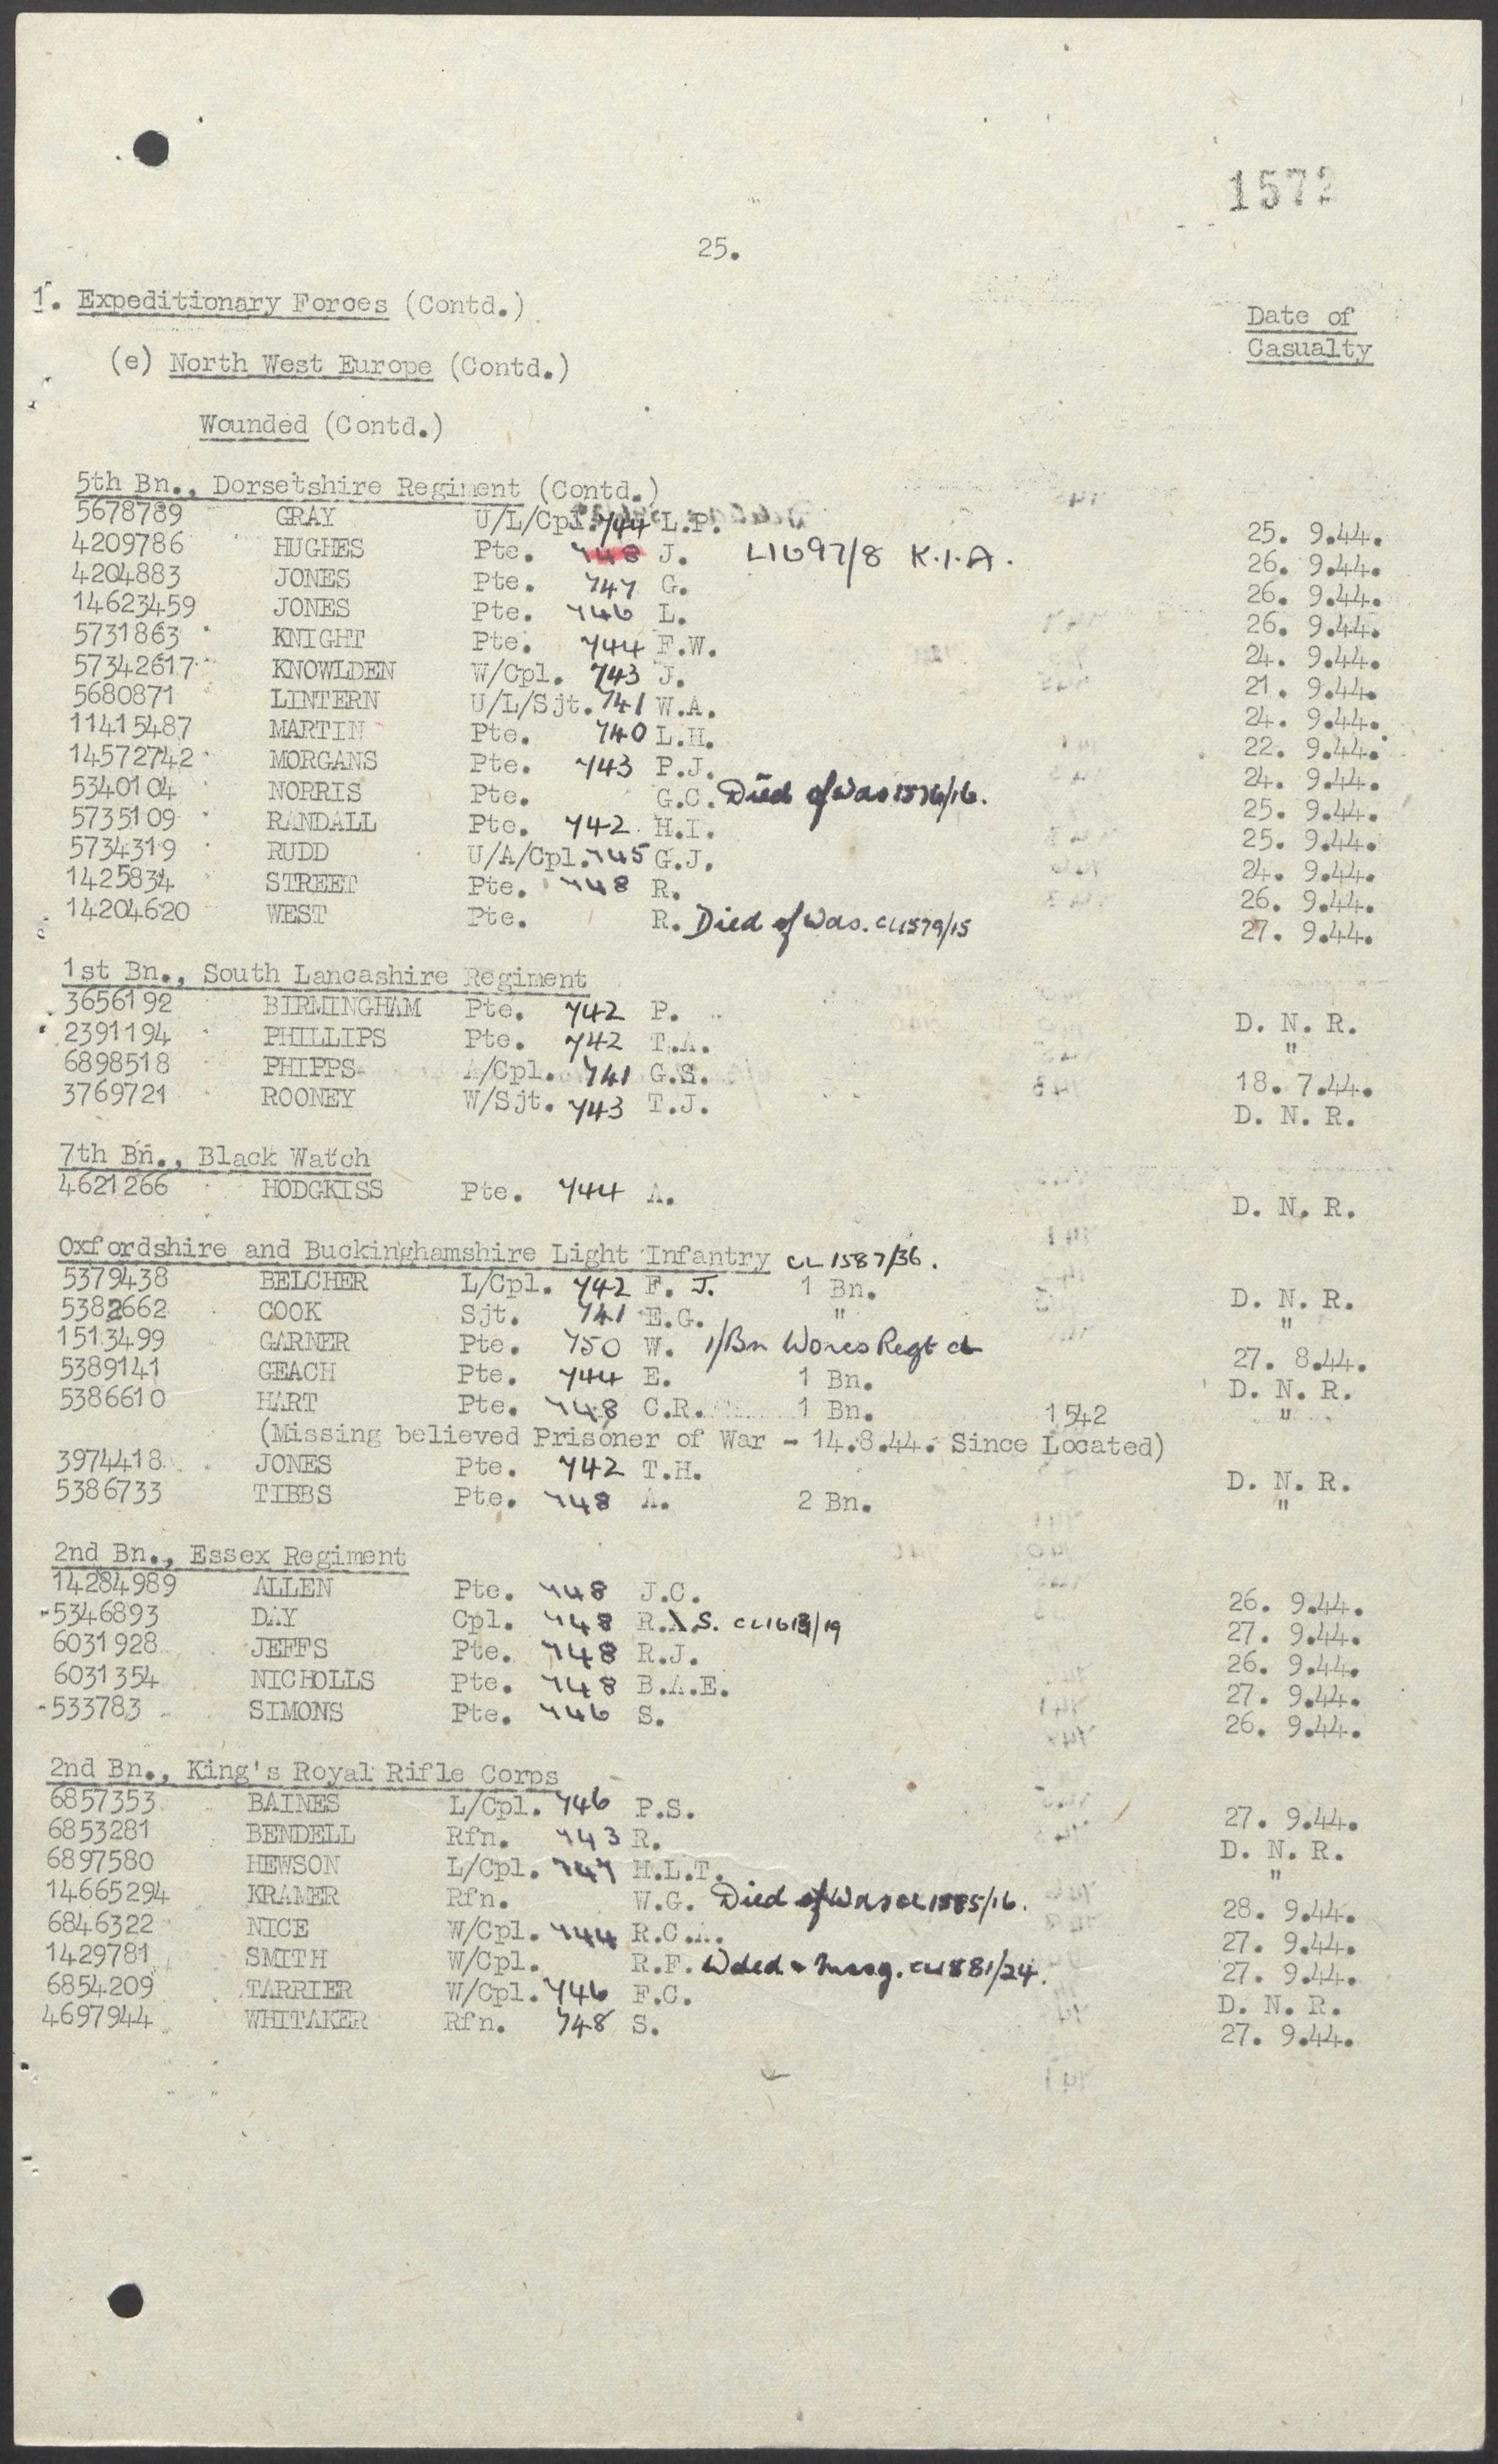 1572
25.
1. Expeditionary Forces (Contd.)
Date of
Casualty
(e) North West Europe (Contd.)
Wounded (Contd.)
5th Bn., Dorsetshire Regiment (Contd.)
5678789 GRAY U/L/Cpl. 744 L.P. 25. 9.44.
4209786 HUGHES Pte. 748 J. L1697/8 K.I.A. 26. 9.44.
4204883 JONES Pte. 747 G. 26. 9.44.
14623459 JONES Pte. 746 L. 26. 9.44.
5731863 KNIGHT Pte. 744 F.W. 24. 9.44.
57342617 KNOWLDEN W/Cpl. 743 J. 21. 9.44.
5680871 LINTERN U/L/Sjt. 741 W.A. 24. 9.44.
11415487 MARTIN Pte. 740 L.H. 22. 9.44.
14572742 MORGANS Pte. 743 P.J. 24. 9.44.
5340104 NORRIS Pte. G.C. Died of Wds 1576/16. 25. 9.44.
5735109 RANDALL Pte. 742 H.I. 25. 9.44.
5734319 RUDD U/A/Cpl. 745 G.J. 24. 9.44.
1425834 STREET Pte. 748 R. 26. 9.44.
14204620 WEST Pte. R. Died of Wds. CL1579/15 27. 9.44.
1st Bn., South Lancashire Regiment
3656192 BIRMINGHAM Pte. 742 P. D. N. R.
2391194 PHILLIPS Pte. 742 T.A. "
6898518 PHIPPS A/Cpl. 741 G.S. 18. 7.44.
3769721 ROONEY W/Sjt. 743 T.J. D. N. R.
7th Bn., Black Watch
4621266 HODGKISS Pte. 744 A. D. N. R.
Oxfordshire and Buckinghamshire Light Infantry CL 1587/36.
5379438 BELCHER L/Cpl. 742 F. J. 1 Bn. D. N. R.
5382662 COOK Sjt. 741 E.G. " "
1513499 GARNER Pte. 750 W. 1/Bn Worcs Regt cl 27. 8.44.
5389141 GEACH Pte. 744 E. 1 Bn. D. N. R.
5386610 HART Pte. 748 C.R. 1 Bn. 1542 "
(Missing believed Prisoner of War - 14.8.44. Since Located)
3974418 JONES Pte. 742 T.H. D. N. R.
5386733 TIBBS Pte. 748 A. 2 Bn. "
2nd Bn., Essex Regiment
14284989 ALLEN Pte. 748 J.C. 26. 9.44.
5346893 DAY Cpl. 748 R. S. 27. 9.44.
6031928 JEFFS Pte. 748 R.J. 26. 9.44.
6031354 NICHOLLS Pte. 748 B.A.E. 27. 9.44.
533783 SIMONS Pte. 746 S. 26. 9.44.
2nd Bn., King's Royal Rifle Corps
6857353 BAINES L/Cpl. 746 P.S. 27. 9.44.
6853281 BENDELL Rfn. 743 R. D. N. R.
6897580 HEWSON L/Cpl. 747 H.L.T. "
14665294 KRAMER Rfn. W.G. Died of Wds CL 1585/16. 28. 9.44.
6846322 NICE W/Cpl. 744 R.C.A. 27. 9.44.
1429781 SMITH W/Cpl. R.F. Wded & Mssg. 27. 9.44.
6854209 TARRIER W/Cpl. 746 F.C. D. N. R.
4697944 WHITAKER Rfn. 748 S. 27. 9.44.